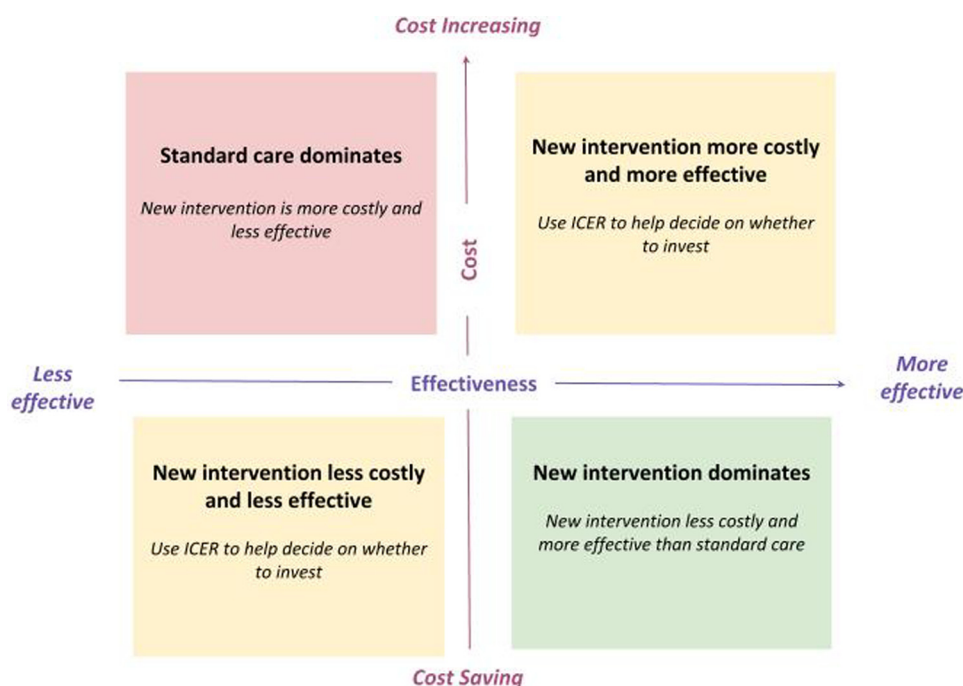 Cost Increasing
Standard care dominates
New intervention is more costly and
less effective
New intervention more costly
and more effective
Use ICER to help decide on whether
to invest
Cost
Less
effective
Effectiveness
More
effective
New intervention less costly
and less effective
Use ICER to help decide on whether
to invest
New intervention dominates
New intervention less costly and
more effective than standard care
Cost Saving